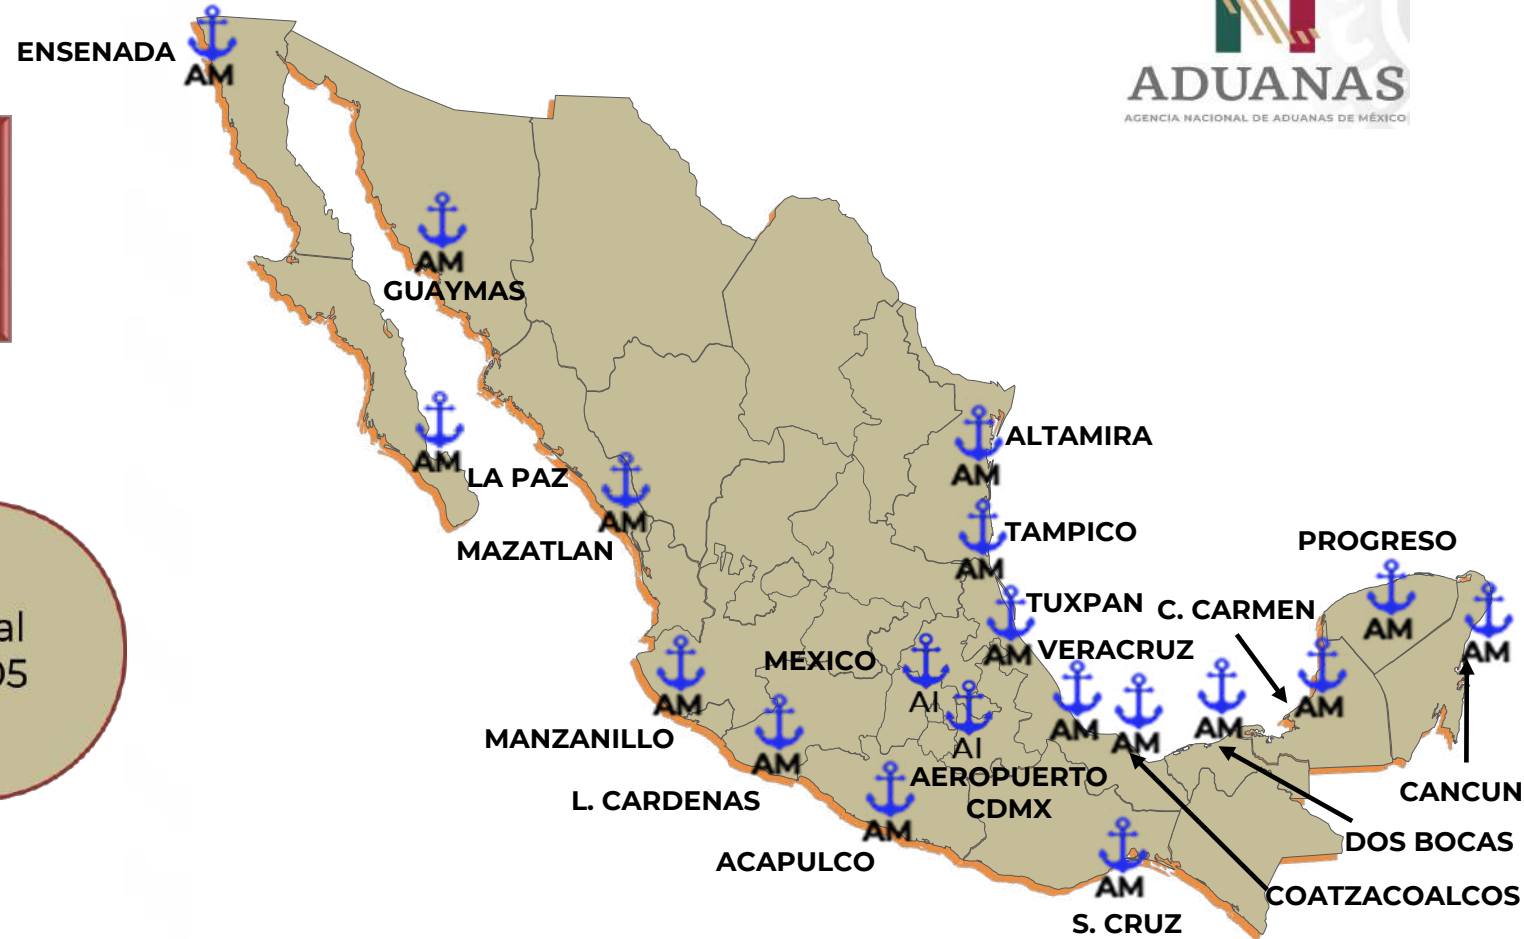 ENSENADA
AM
ADUANAS
AGENCIA NACIONAL DE ADUANAS DE MÉXICO
AM
GUAYMAS
AM
LA PAZ
AM
MAZATLAN
ALTAMIRA
AM
TAMPICO
AM
PROGRESO
AM
TUXPAN
AM
C. CARMEN
AM
CANCUN
AM
VERACRUZ
AM
MEXICO
AI
AI
AEROPUERTO
CDMX
AM
MANZANILLO
AM
L. CARDENAS
AM
ACAPULCO
AM
AM
DOS BOCAS
COATZACOALCOS
AM
S. CRUZ